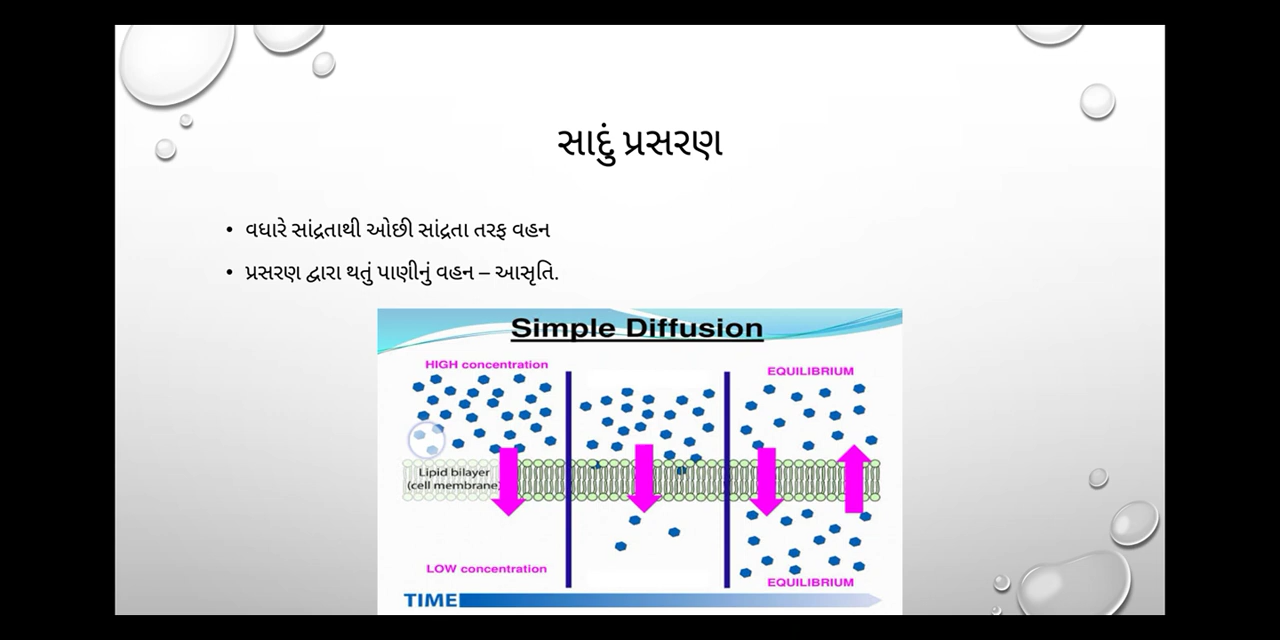 સાદું પ્રસરણ
• વધારે સાંદ્રતાથી ઓછી સાંદ્રતા તરફ વહન
• પ્રસરણ દ્વારા થતું પાણીનું વહન – આસૃતિ.
Simple Diffusion
HIGH concentration
EQUILIBRIUM
Lipid bilayer
(cell membrane)
LOW concentration
EQUILIBRIUM
TIME